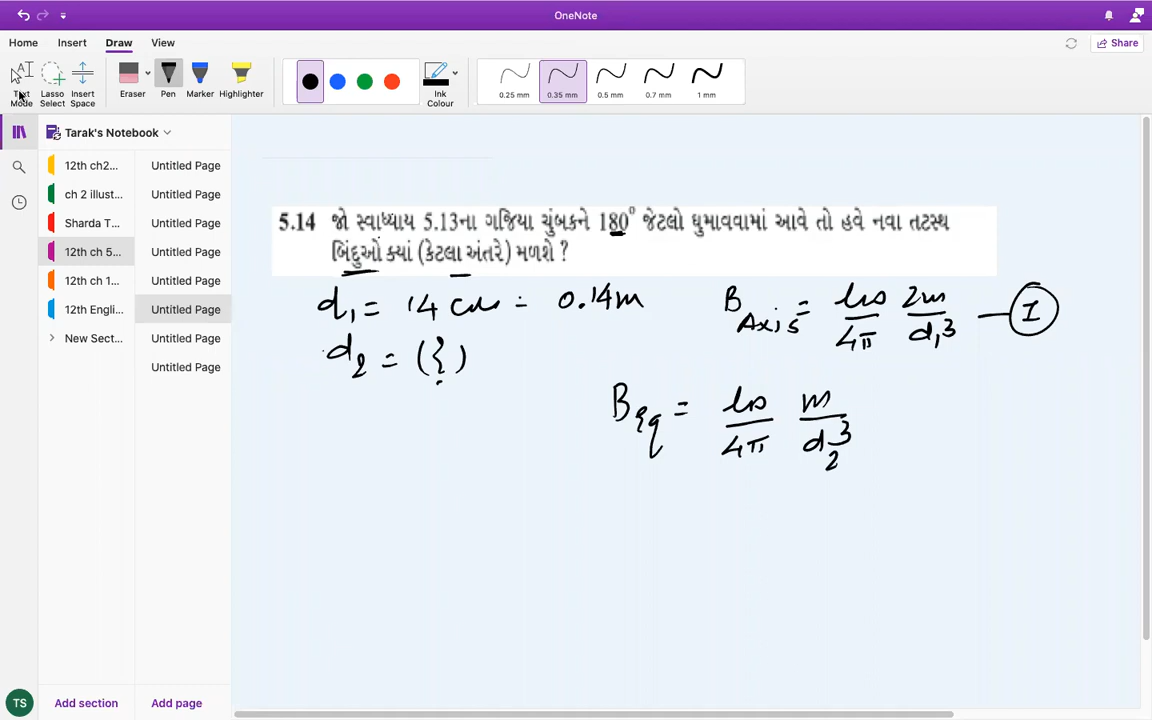 OneNote
Home Insert Draw View
Share
Text Mode
Lasso Select
Insert Space
Eraser
Pen
Marker
Highlighter
Ink Colour
0.25 mm
0.35 mm
0.5 mm
0.7 mm
1 mm
Tarak's Notebook
12th ch2... Untitled Page
ch 2 illust... Untitled Page
Sharda T... Untitled Page
12th ch 5... Untitled Page
12th ch 1... Untitled Page
12th Engli... Untitled Page
New Sect... Untitled Page
Untitled Page
5.14 જો સ્વાધ્યાય 5.13ના ગજિયા ચુંબકને 180° જેટલો ઘુમાવવામાં આવે તો હવે નવા તટસ્થ
બિંદુઓ ક્યાં (કેટલા અંતરે) મળશે ?
d₁ = 14 cm = 0.14m
B Axis = μ₀/4π 2m/d₁³ — I
d₂ = (?)
Beq = μ₀/4π m/d₂³
TS
Add section Add page